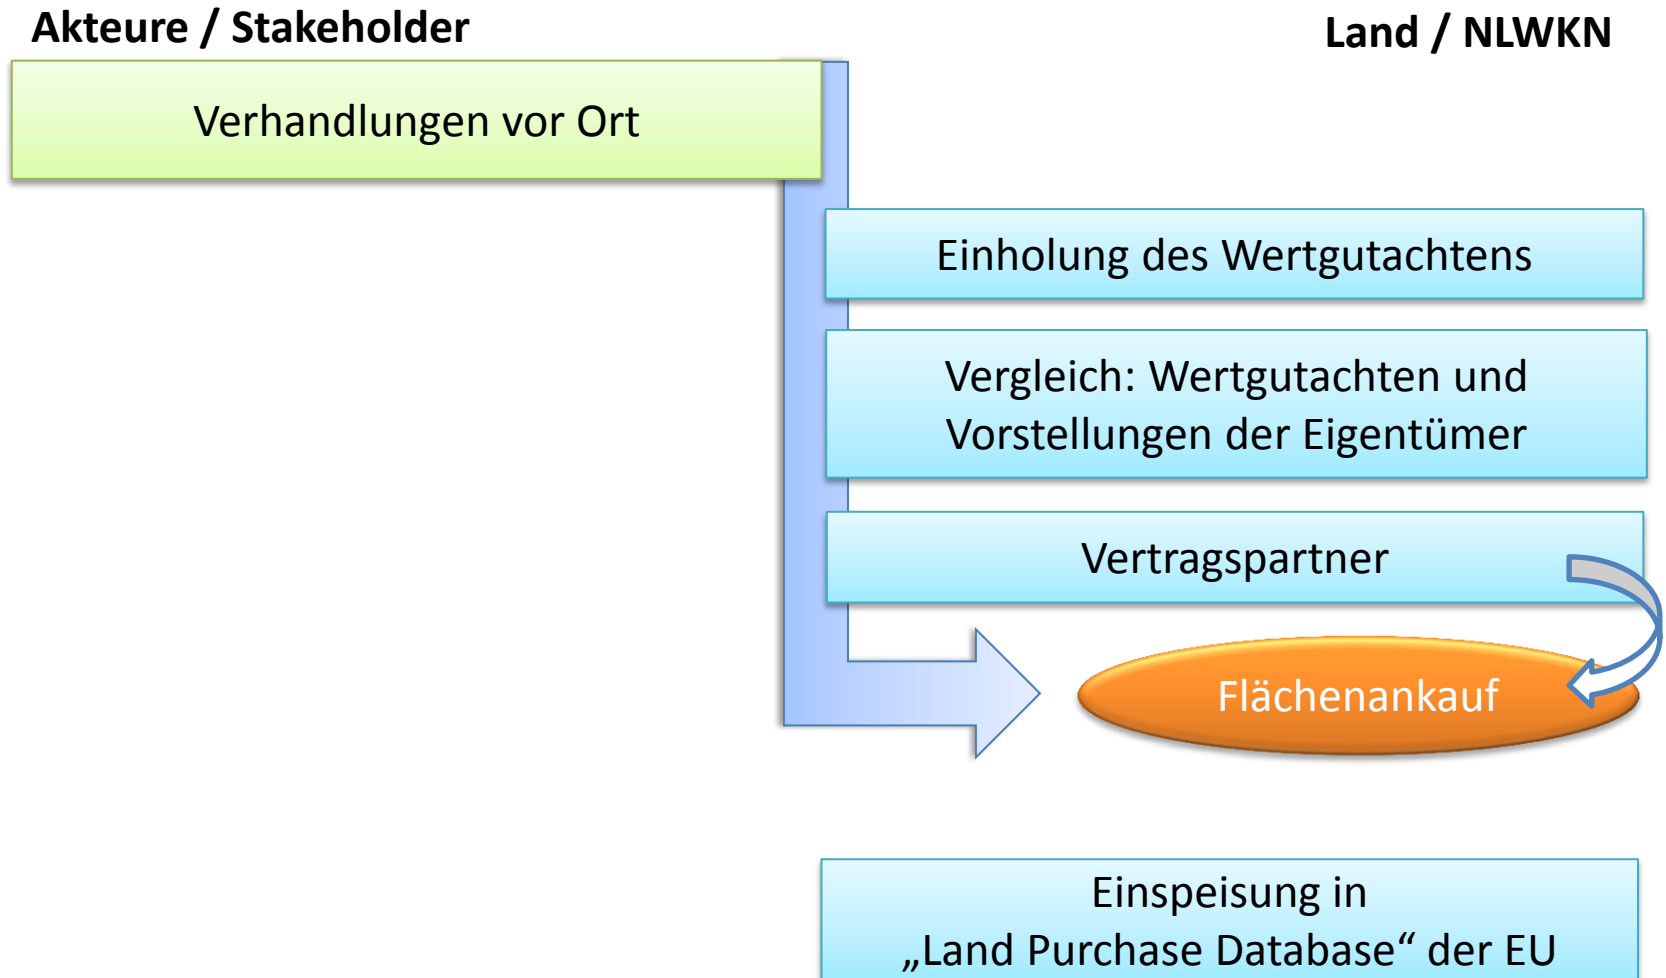 Akteure / Stakeholder
Land / NLWKN
Verhandlungen vor Ort
Einholung des Wertgutachtens
Vergleich: Wertgutachten und
Vorstellungen der Eigentümer
Vertragspartner
Flächenankauf
Einspeisung in
„Land Purchase Database“ der EU